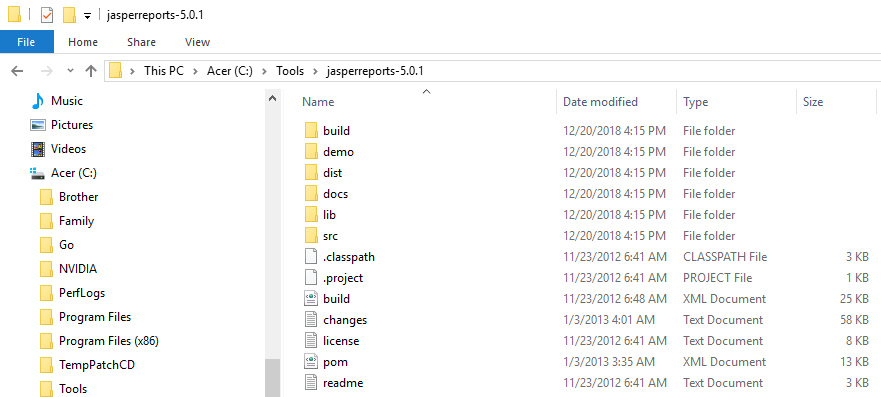 jasperreports-5.0.1
File Home Share View
This PC Acer (C:) Tools jasperreports-5.0.1
Music
Pictures
Videos
Acer (C:)
Brother
Family
Go
NVIDIA
PerfLogs
Program Files
Program Files (x86)
TempPatchCD
Tools
Name Date modified Type Size
build 12/20/2018 4:15 PM File folder
demo 12/20/2018 4:15 PM File folder
dist 12/20/2018 4:15 PM File folder
docs 12/20/2018 4:15 PM File folder
lib 12/20/2018 4:15 PM File folder
src 12/20/2018 4:15 PM File folder
.classpath 11/23/2012 6:41 AM CLASSPATH File 3 KB
.project 11/23/2012 6:41 AM PROJECT File 1 KB
build 11/23/2012 6:48 AM XML Document 25 KB
changes 1/3/2013 4:01 AM Text Document 58 KB
license 11/23/2012 6:41 AM Text Document 8 KB
pom 1/3/2013 3:35 AM XML Document 13 KB
readme 11/23/2012 6:41 AM Text Document 3 KB